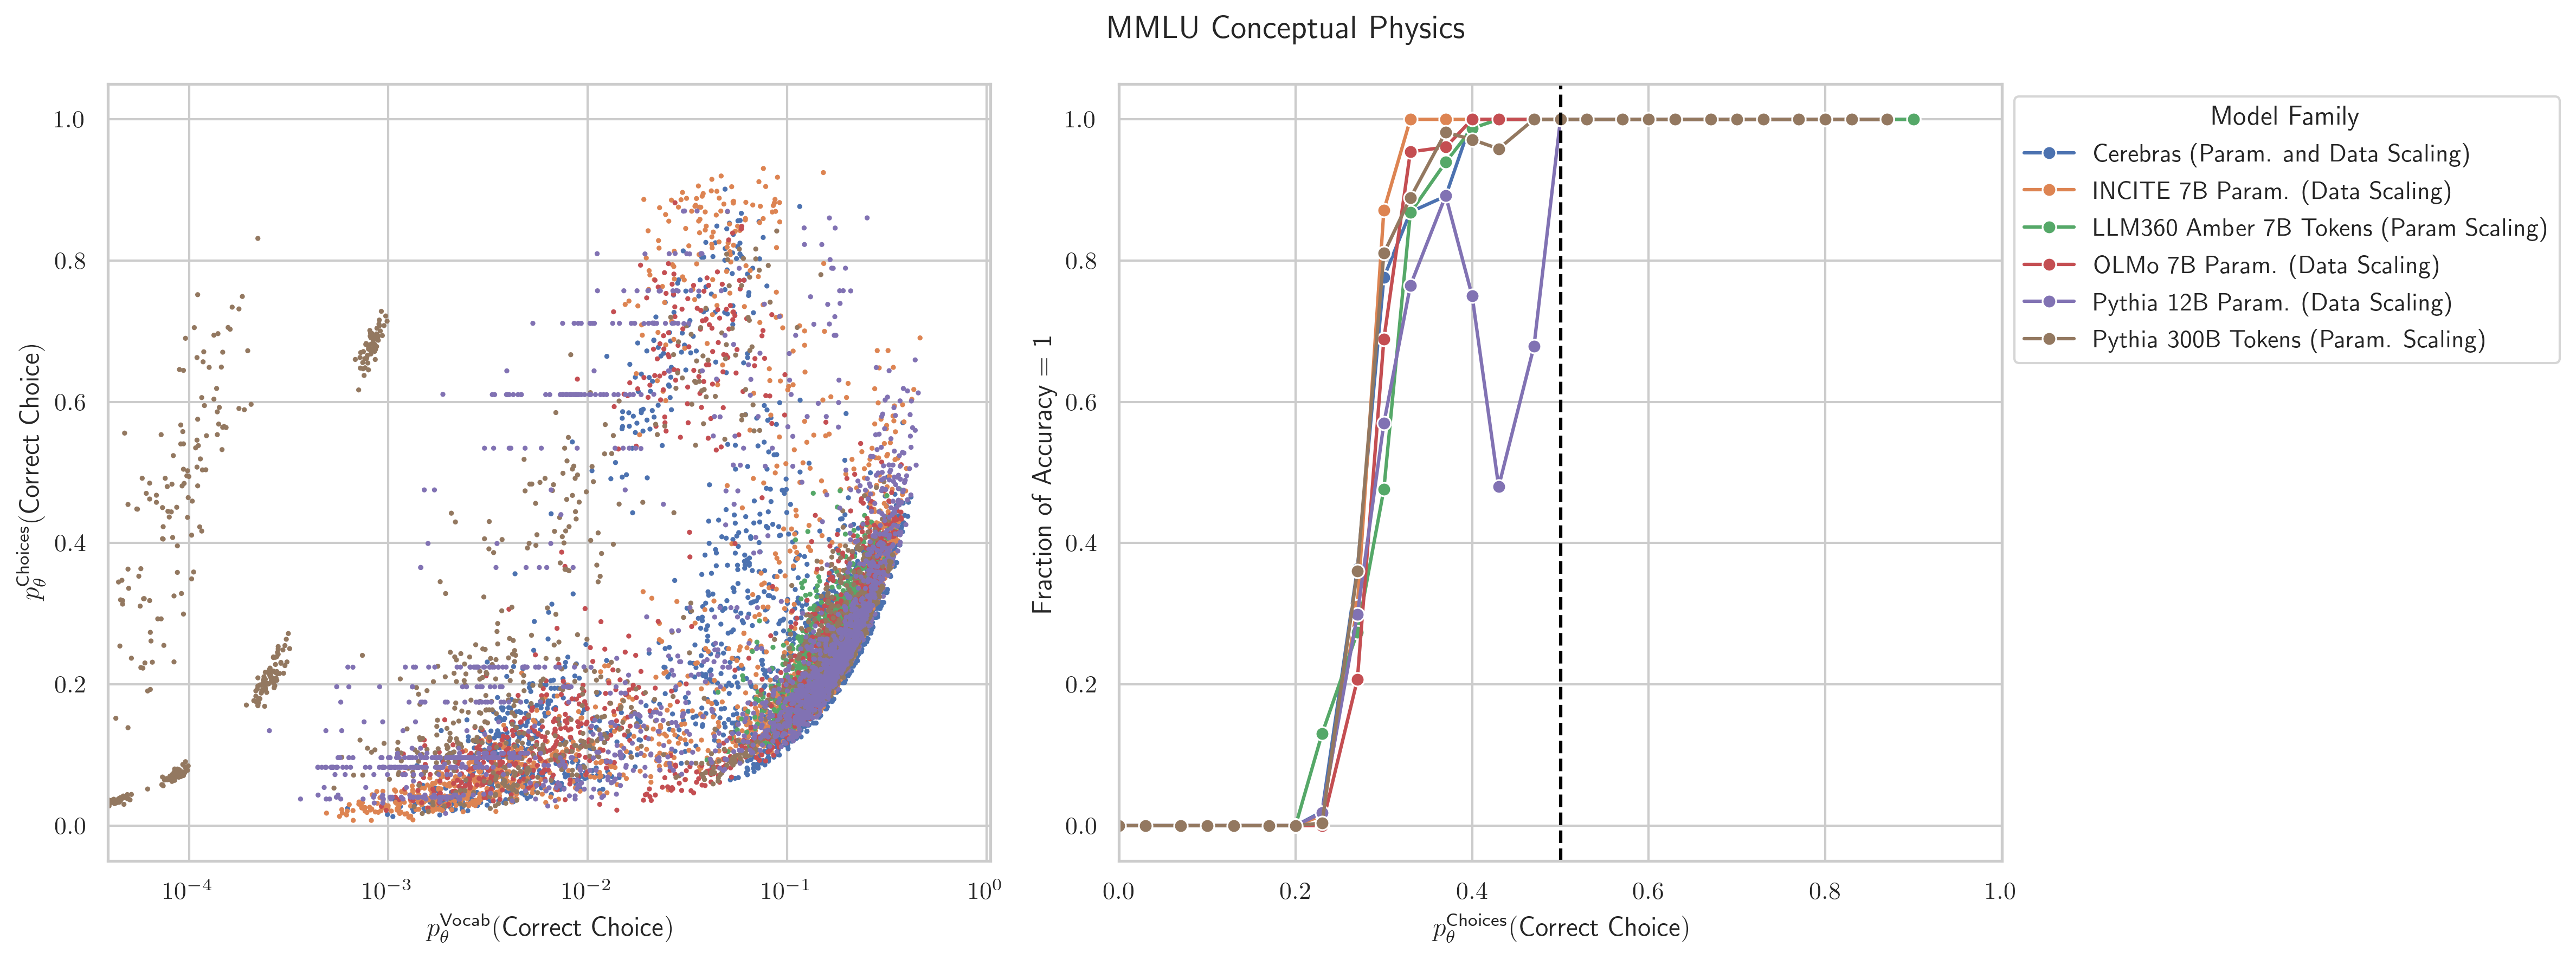 MMLU Conceptual Physics
1.0
0.8
0.6
0.4
0.2
0.0
p_θ^Choices(Correct Choice)
10^−4
10^−3
10^−2
10^−1
10^0
p_θ^Vocab(Correct Choice)
1.0
0.8
0.6
0.4
0.2
0.0
Fraction of Accuracy = 1
0.0
0.2
0.4
0.6
0.8
1.0
p_θ^Choices(Correct Choice)
Model Family
Cerebras (Param. and Data Scaling)
INCITE 7B Param. (Data Scaling)
LLM360 Amber 7B Tokens (Param Scaling)
OLMo 7B Param. (Data Scaling)
Pythia 12B Param. (Data Scaling)
Pythia 300B Tokens (Param. Scaling)